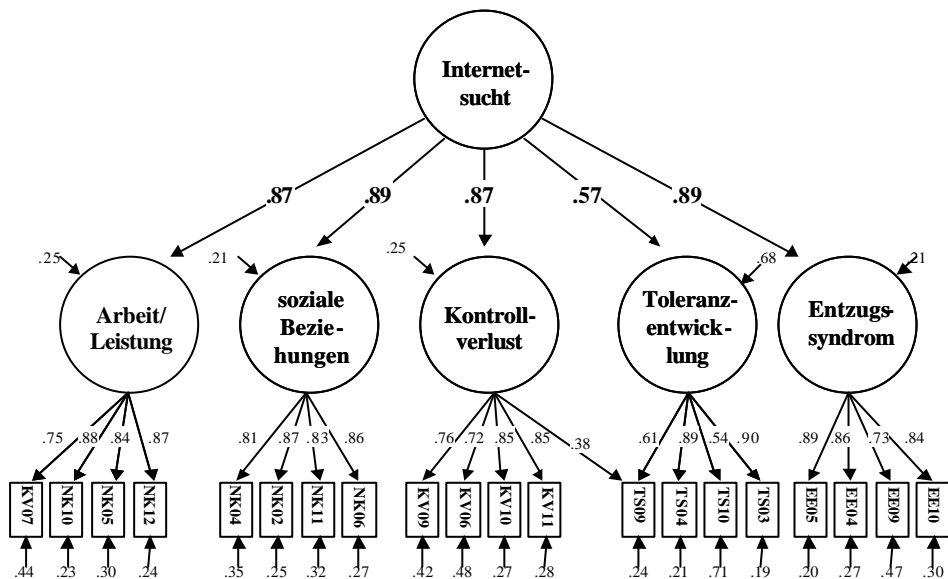 Internet-
sucht
.87 .89 .87 .57 .89
.25 .21 .25 .68 .21
Arbeit/
Leistung
soziale
Bezie-
hungen
Kontroll-
verlust
Toleranz-
entwick-
lung
Entzugs-
syndrom
.75 .88 .84 .87 .81 .87 .83 .86 .76 .72 .85 .85 .38 .61 .89 .54 .90 .89 .86 .73 .84
KV07 NK10 NK05 NK12 NK04 NK02 NK11 NK06 KV09 KV06 KV10 KV11 TS09 TS04 TS10 TS03 EE05 EE04 EE09 EE10
.44 .23 .30 .24 .35 .25 .32 .27 .42 .48 .27 .28 .24 .21 .71 .19 .20 .27 .47 .30